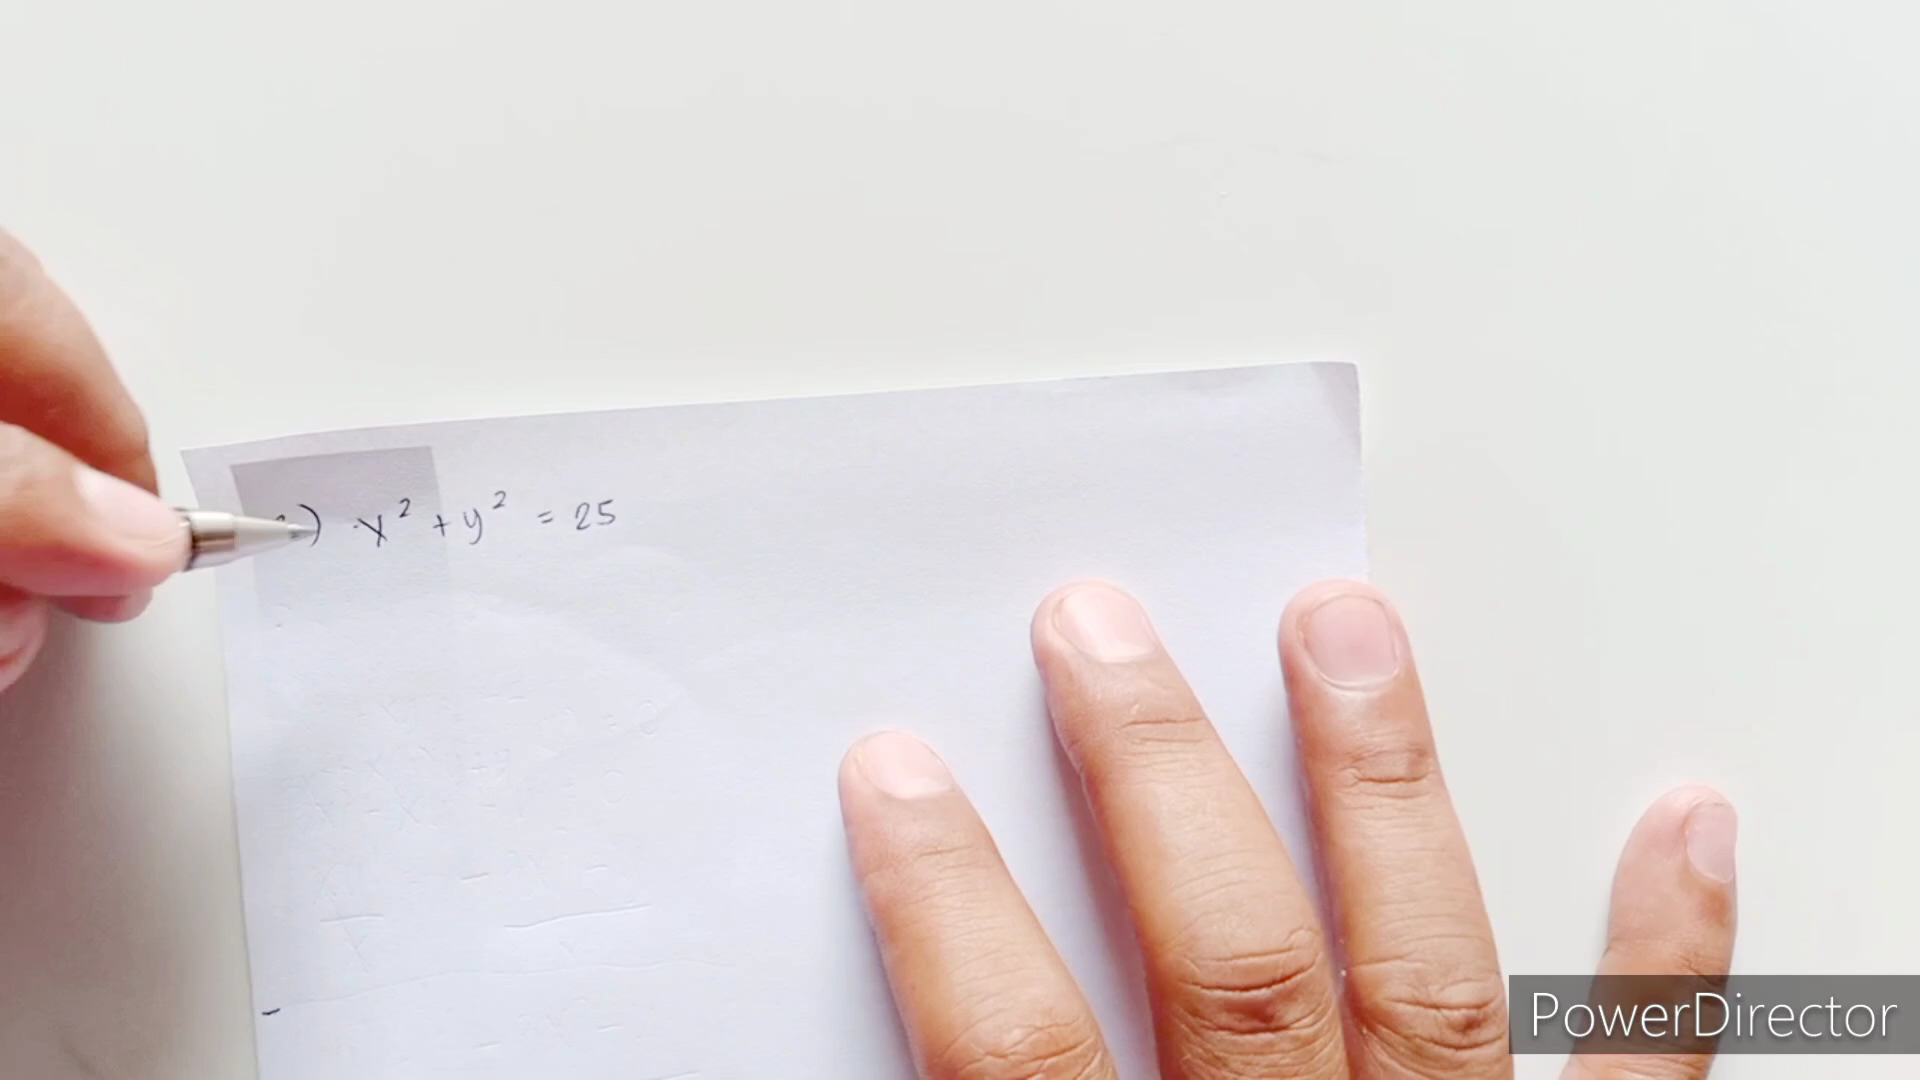 ) x² + y² = 25
PowerDirector